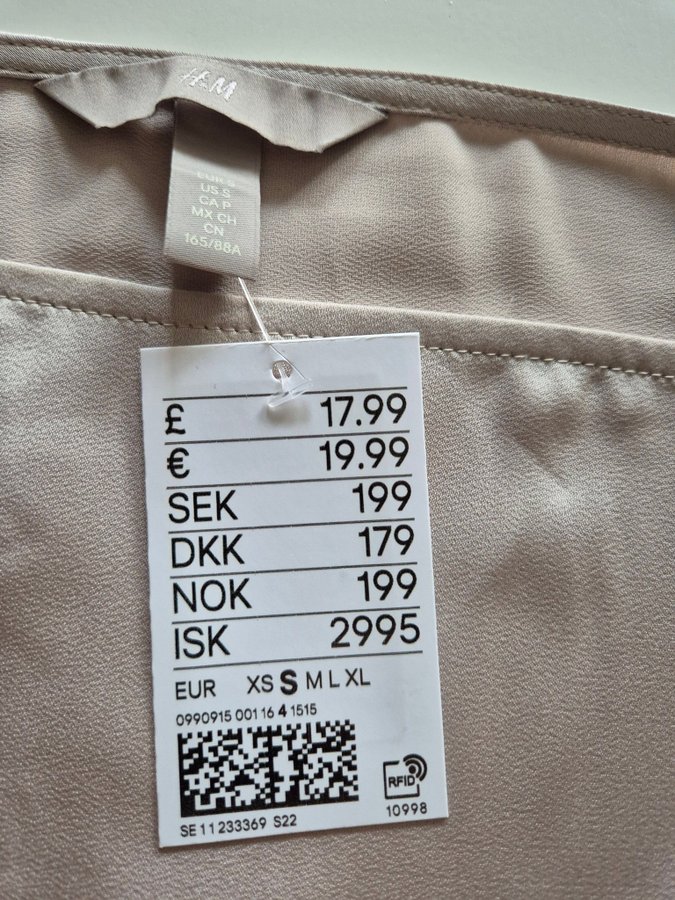 H&M
EUR S
US S
CA P
MX CH
CN
165/88A
£ 17.99
€ 19.99
SEK 199
DKK 179
NOK 199
ISK 2995
EUR XS S M L XL
0990915 001 16 4 1515
RFID
10998
SE 11 233369 S22